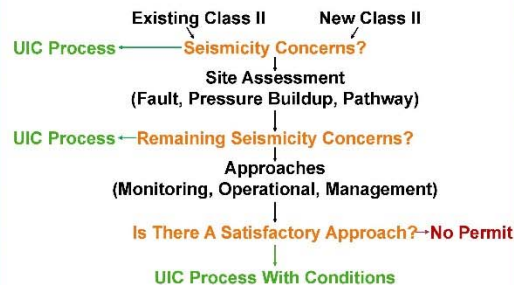 Existing Class II New Class II
UIC Process Seismicity Concerns?
Site Assessment
(Fault, Pressure Buildup, Pathway)
UIC Process Remaining Seismicity Concerns?
Approaches
(Monitoring, Operational, Management)
Is There A Satisfactory Approach? No Permit
UIC Process With Conditions